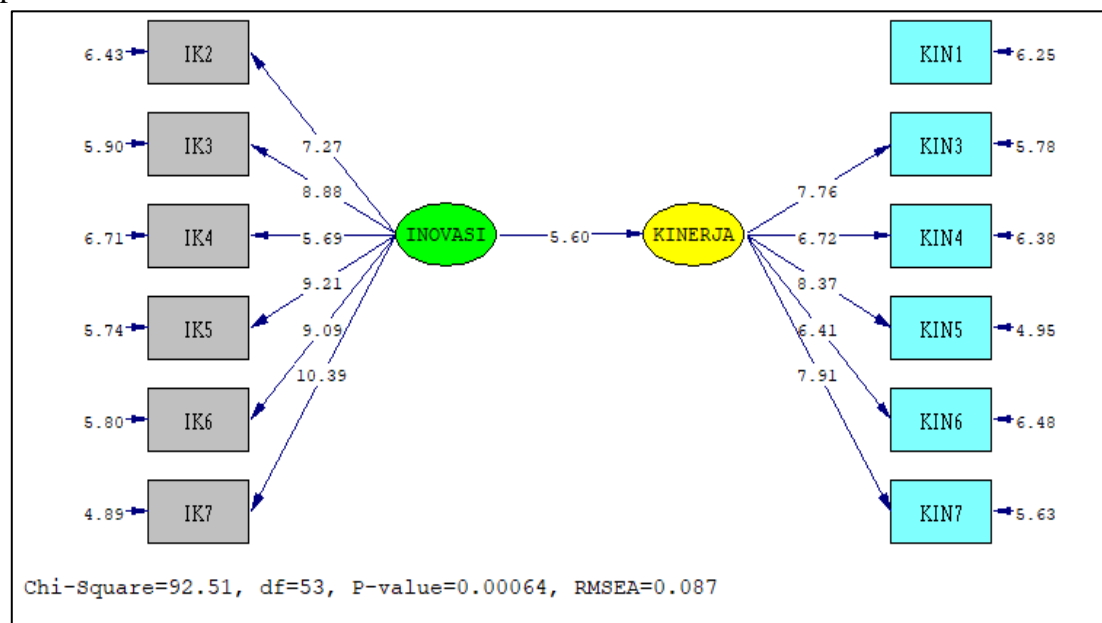 6.43 IK2 KIN1 6.25
7.27
5.90 IK3 KIN3 5.78
8.88 7.76
6.71 IK4 5.69 INOVASI 5.60 KINERJA 6.72 KIN4 6.38
9.21 8.37
5.74 IK5 9.09 6.41 KIN5 4.95
10.39 7.91
5.80 IK6 KIN6 6.48
4.89 IK7 KIN7 5.63
Chi-Square=92.51, df=53, P-value=0.00064, RMSEA=0.087